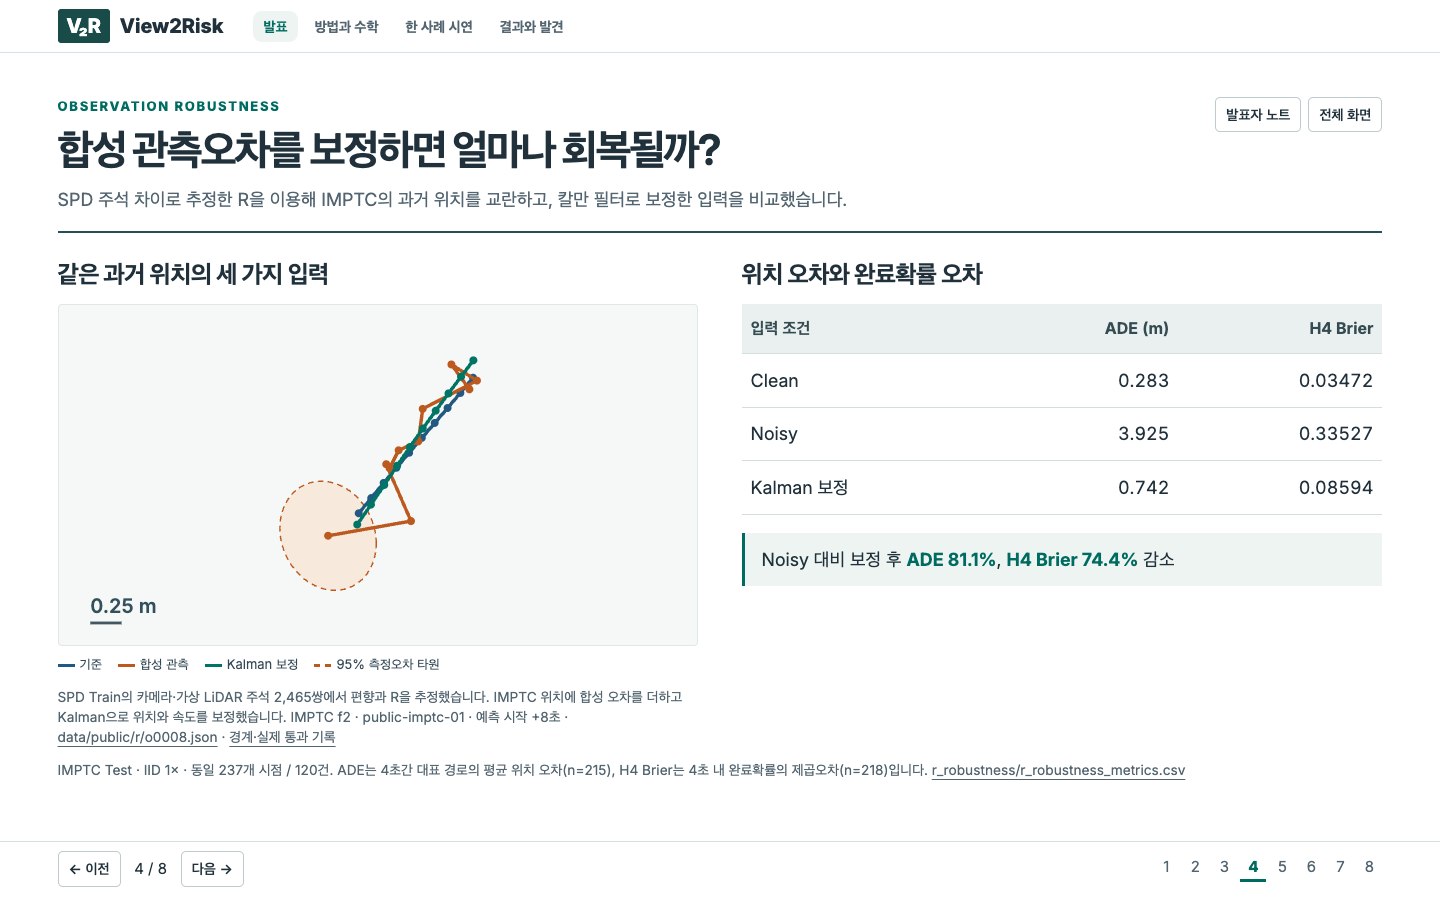 V2R View2Risk 발표 방법과 수학 한 사례 시연 결과와 발견
OBSERVATION ROBUSTNESS
발표자 노트 전체 화면
합성 관측오차를 보정하면 얼마나 회복될까?
SPD 주석 차이로 추정한 R을 이용해 IMPTC의 과거 위치를 교란하고, 칼만 필터로 보정한 입력을 비교했습니다.
같은 과거 위치의 세 가지 입력
0.25 m
기준 합성 관측 Kalman 보정 95% 측정오차 타원
SPD Train의 카메라·가상 LiDAR 주석 2,465쌍에서 편향과 R을 추정했습니다. IMPTC 위치에 합성 오차를 더하고
Kalman으로 위치와 속도를 보정했습니다. IMPTC f2 · public-imptc-01 · 예측 시작 +8초 ·
data/public/r/o0008.json · 경계·실제 통과 기록
위치 오차와 완료확률 오차
입력 조건 ADE (m) H4 Brier
Clean 0.283 0.03472
Noisy 3.925 0.33527
Kalman 보정 0.742 0.08594
Noisy 대비 보정 후 ADE 81.1%, H4 Brier 74.4% 감소
IMPTC Test · IID 1× · 동일 237개 시점 / 120건. ADE는 4초간 대표 경로의 평균 위치 오차(n=215), H4 Brier는 4초 내 완료확률의 제곱오차(n=218)입니다. r_robustness/r_robustness_metrics.csv
← 이전 4 / 8 다음 → 1 2 3 4 5 6 7 8